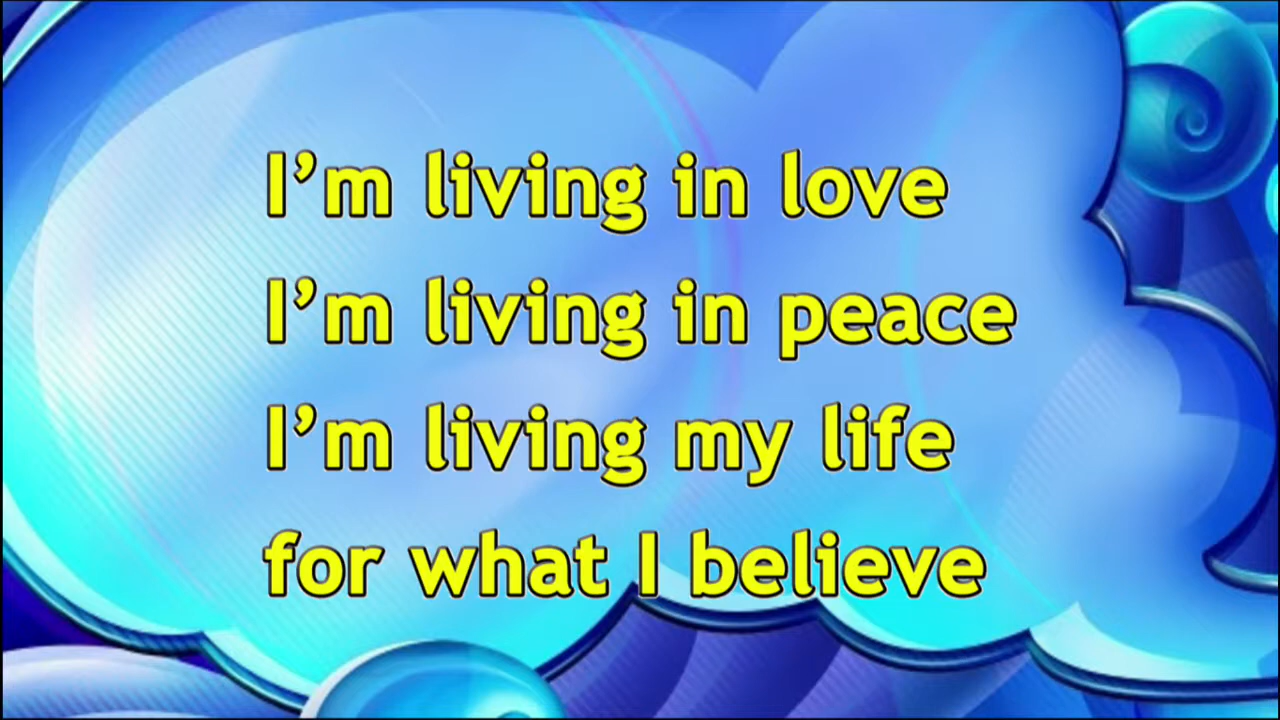 I’m living in love
I’m living in peace
I’m living my life
for what I believe